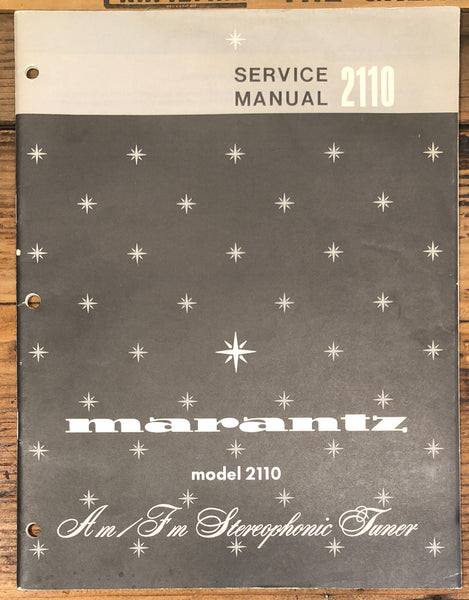 SERVICE
MANUAL 2110
marantz
model 2110
Am/Fm Stereophonic Tuner